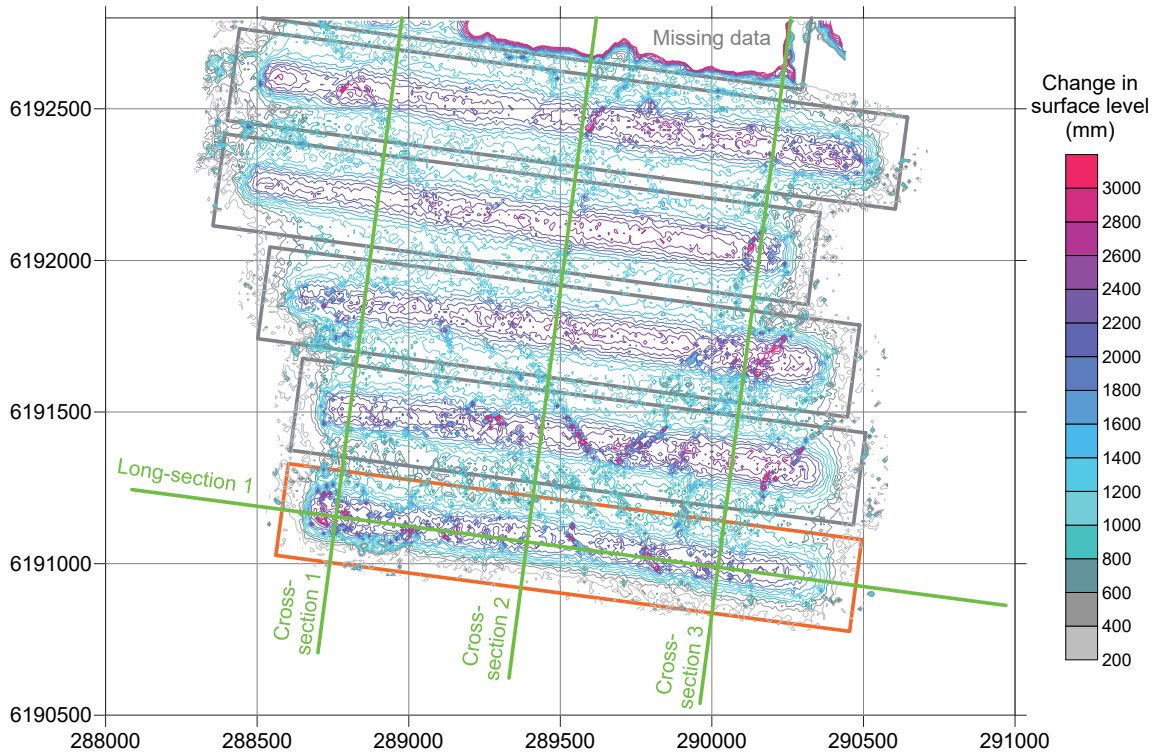 Missing data
Change in
surface level
(mm)
3000
2800
2600
2400
2200
2000
1800
1600
1400
1200
1000
800
600
400
200
6192500
6192000
6191500
6191000
6190500
Long-section 1
Cross-
section 1
Cross-
section 2
Cross-
section 3
288000
288500
289000
289500
290000
290500
291000